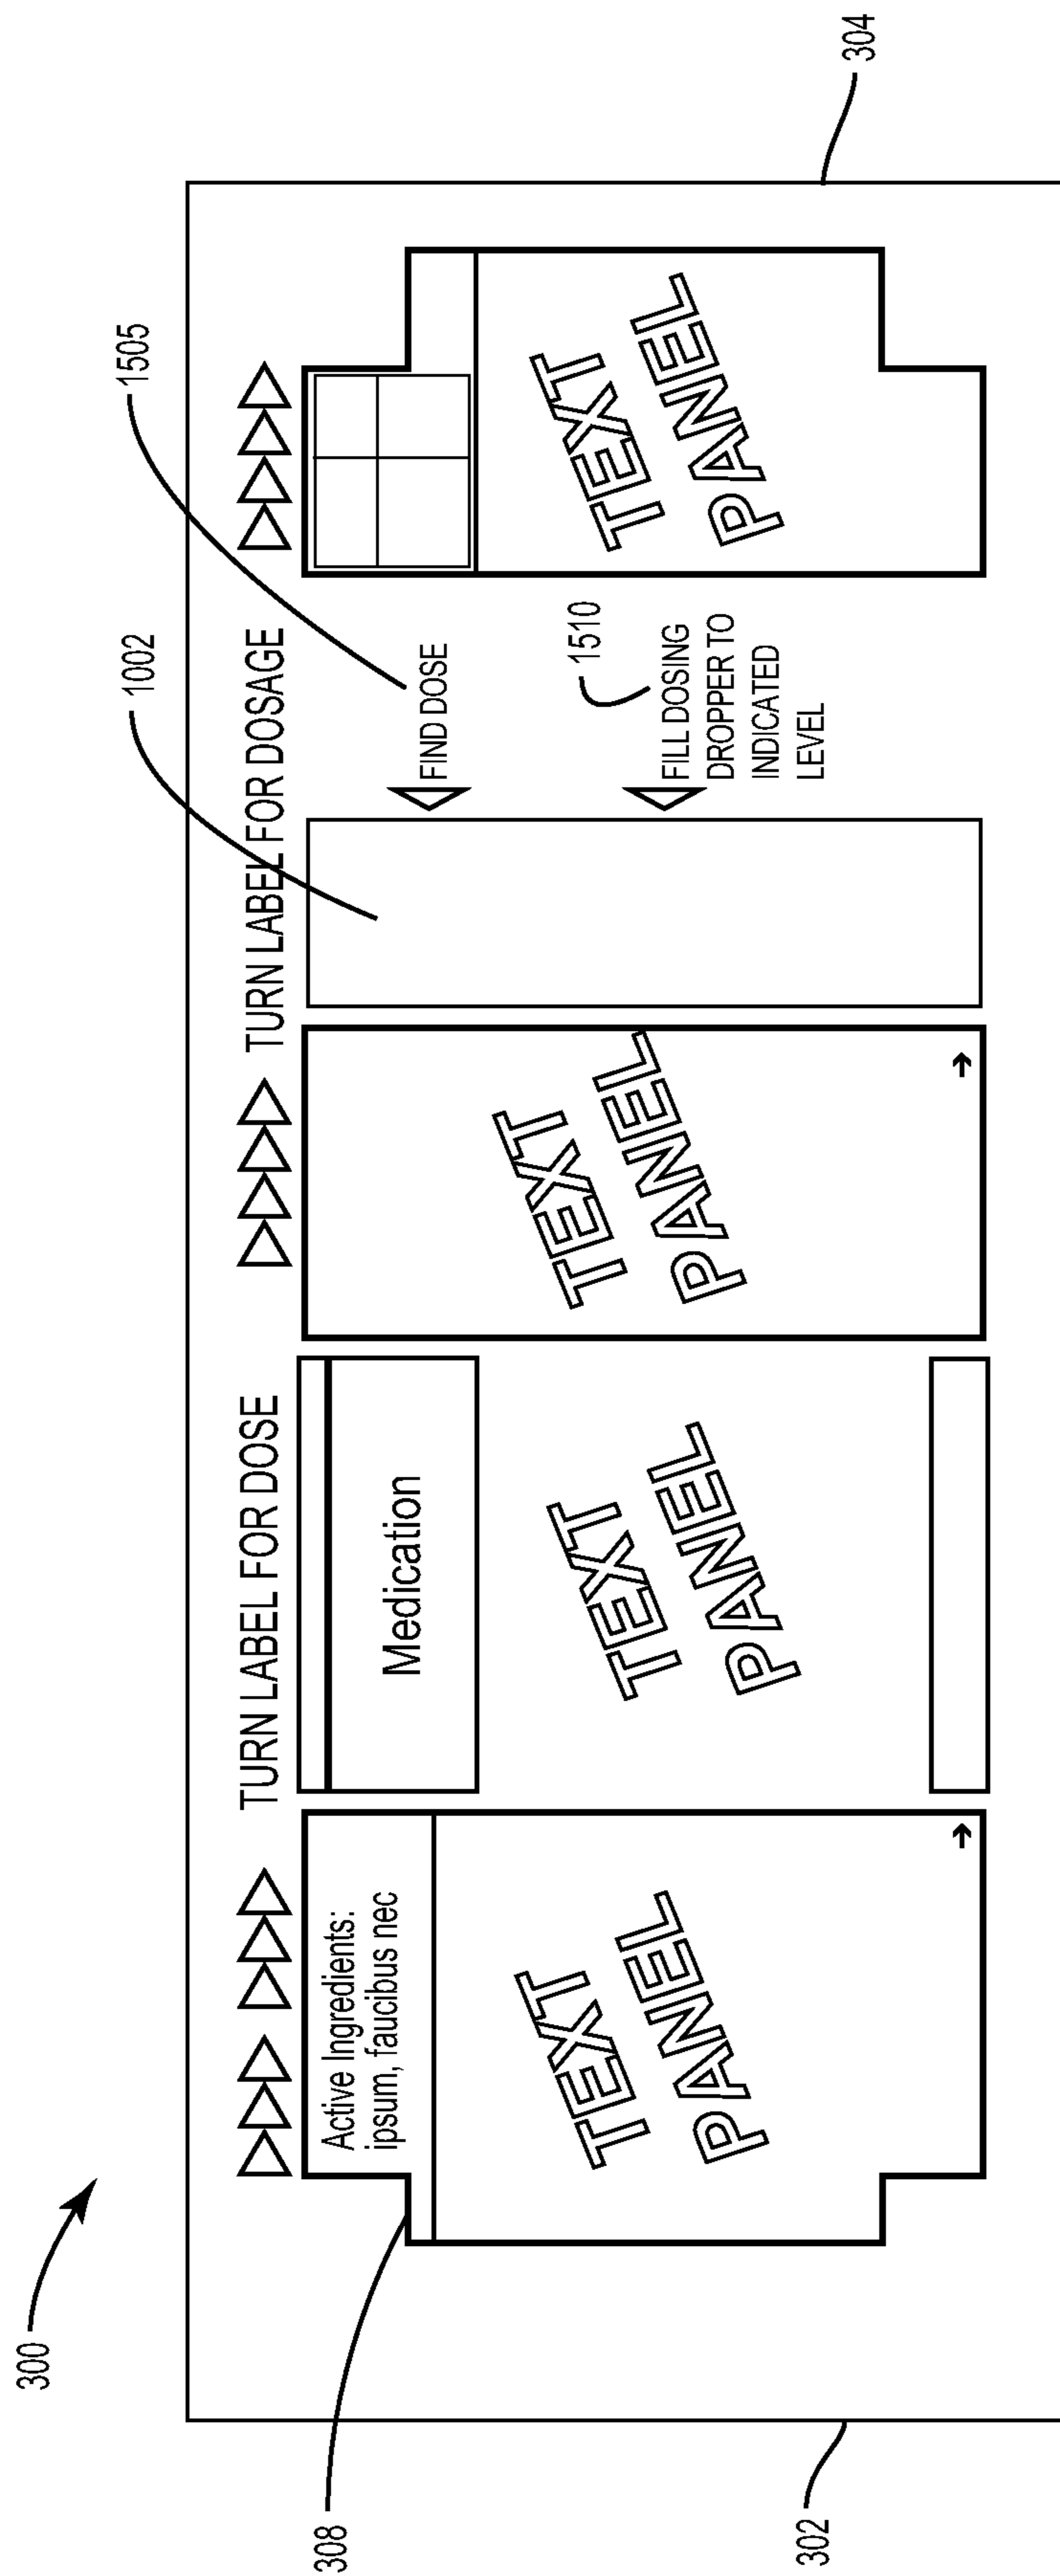 300
308
302
TURN LABEL FOR DOSE
Active Ingredients:
ipsum, faucibus nec
TEXT
PANEL
Medication
TEXT
PANEL
TEXT
PANEL
TURN LABEL FOR DOSAGE
1002
1505
FIND DOSE
1510
FILL DOSING
DROPPER TO
INDICATED
LEVEL
TEXT
PANEL
304